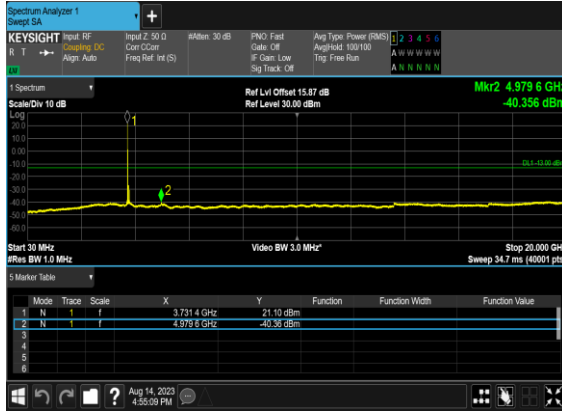 Spectrum Analyzer 1
Swept SA
+
KEYSIGHT Input: RF Input Z: 50 Ω #Atten: 30 dB PNO: Fast Avg Type: Power (RMS) 1 2 3 4 5 6
R T Coupling: DC Corr CCorr Gate: Off Avg|Hold: 100/100 A W W W W W
Align: Auto Freq Ref: Int (S) IF Gain: Low Trig: Free Run
Sig Track: Off A N N N N N
1 Spectrum Ref Lvl Offset 15.87 dB Mkr2 4.979 6 GHz
Scale/Div 10 dB Ref Level 30.00 dBm -40.356 dBm
Log
1
20.0
10.0
0.00
-10.0
DL1 -13.00 dBm
-20.0
-30.0
2
-40.0
-50.0
-60.0
Start 30 MHz Video BW 3.0 MHz* Stop 20.000 GHz
#Res BW 1.0 MHz Sweep 34.7 ms (40001 pts)
5 Marker Table
Mode Trace Scale X Y Function Function Width Function Value
1 N 1 f 3.731 4 GHz 21.10 dBm
2 N 1 f 4.979 6 GHz -40.36 dBm
3
4
5
6
? Aug 14, 2023
4:55:09 PM